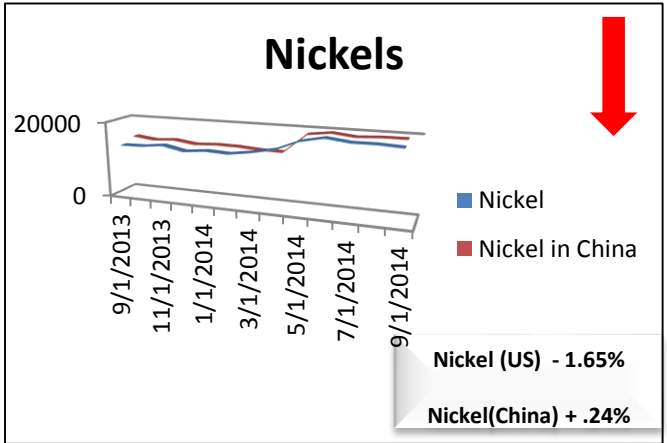 Nickels
20000
0
9/1/2013
11/1/2013
1/1/2014
3/1/2014
5/1/2014
7/1/2014
9/1/2014
Nickel
Nickel in China
Nickel (US)  - 1.65%
Nickel(China) + .24%